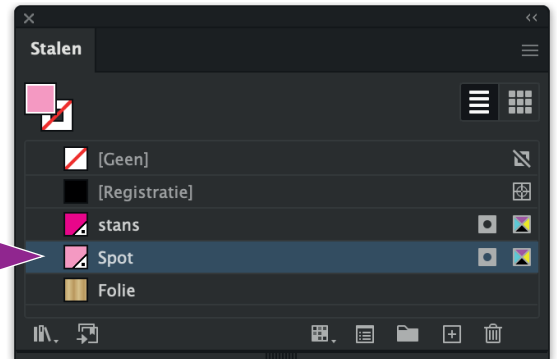 Stalen
[Geen]
[Registratie]
stans
Spot
Folie